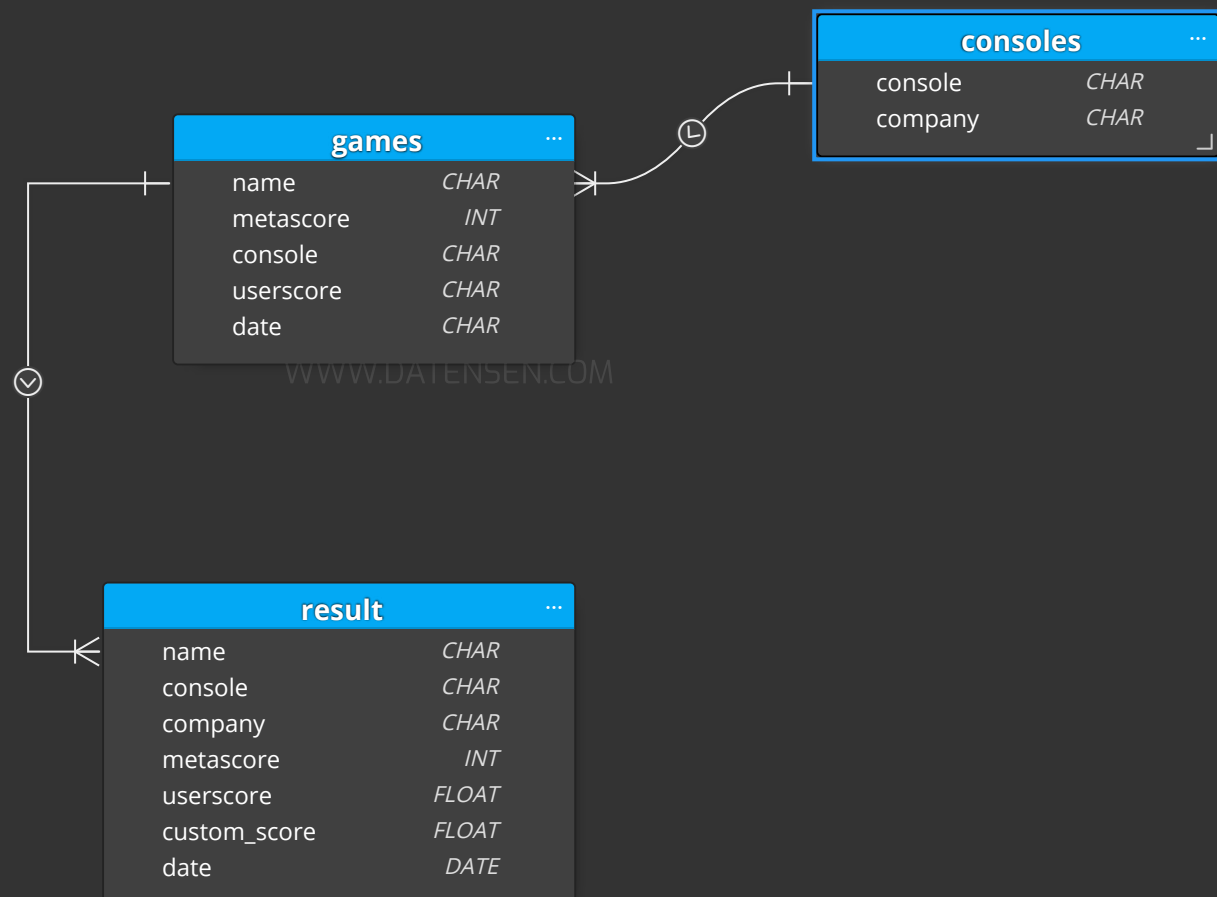 consoles ...
console CHAR
company CHAR
games ...
name CHAR
metascore INT
console CHAR
userscore CHAR
date CHAR
WWW.DATENSEN.COM
result ...
name CHAR
console CHAR
company CHAR
metascore INT
userscore FLOAT
custom_score FLOAT
date DATE